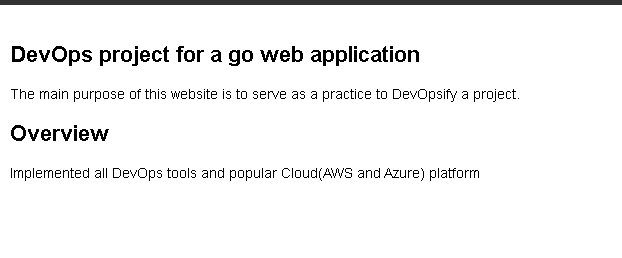 DevOps project for a go web application
The main purpose of this website is to serve as a practice to DevOpsify a project.
Overview
Implemented all DevOps tools and popular Cloud(AWS and Azure) platform